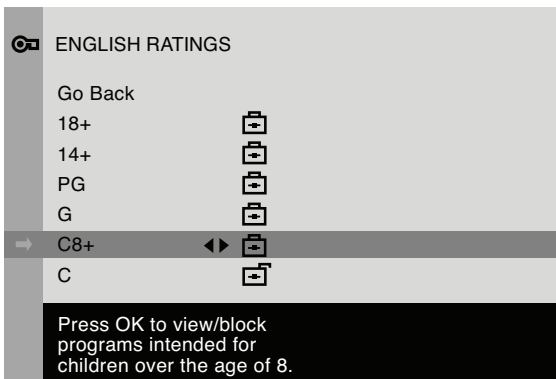 ENGLISH RATINGS
Go Back
18+
14+
PG
G
C8+
C
Press OK to view/block
programs intended for
children over the age of 8.